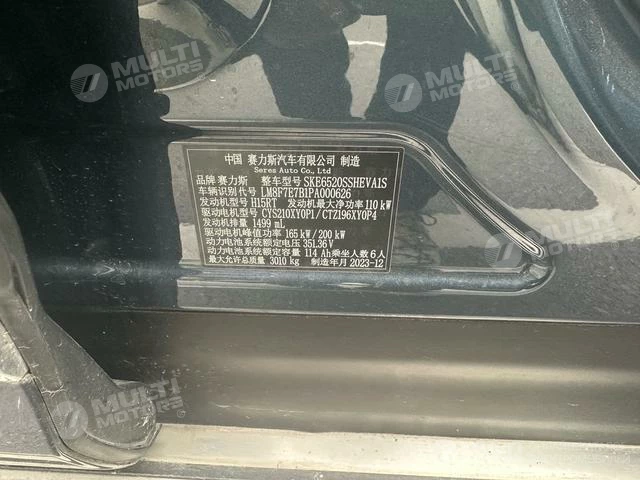 中国 赛力斯汽车有限公司 制造
Seres Auto Co., Ltd
品牌 赛力斯 整车型号 SKE6520SSHEVA1S
车辆识别代号 LM8F7E7B1PA000626
发动机型号 H15RT 发动机最大净功率 110 kW
驱动电机型号 CYS210XY0P1/CTZ196XY0P4
发动机排量 1499 mL
驱动电机峰值功率 165 kW/200 kW
动力电池系统额定电压 351.36 V
动力电池系统额定容量 114 Ah 乘坐人数 6 人
最大允许总质量 3010 kg 制造年月 2023-12
MULTI MOTORS
MULTI MOTORS
MULTI MOTORS
MULTI MOTORS